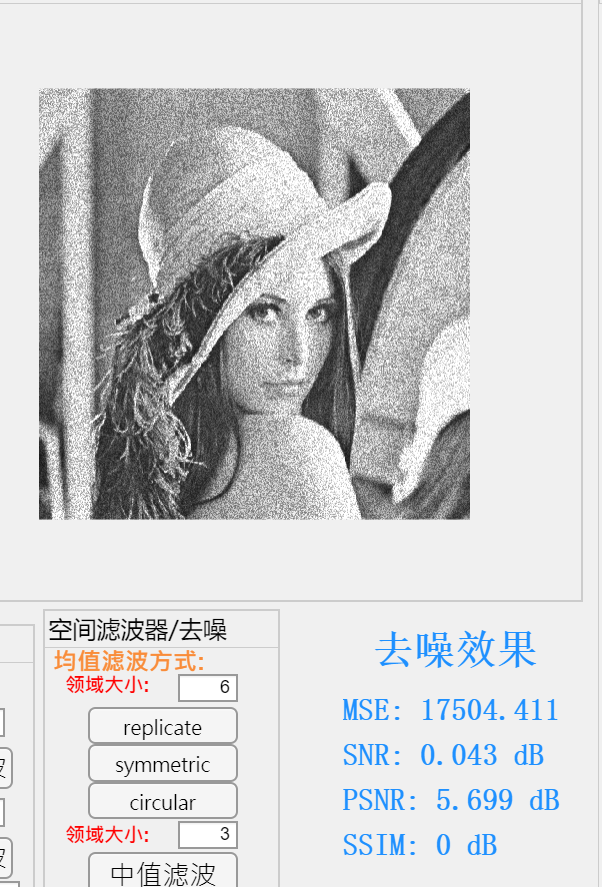 空间滤波器/去噪
均值滤波方式:
领域大小: 6
replicate
symmetric
circular
领域大小: 3
中值滤波
去噪效果
MSE: 17504.411
SNR: 0.043 dB
PSNR: 5.699 dB
SSIM: 0 dB